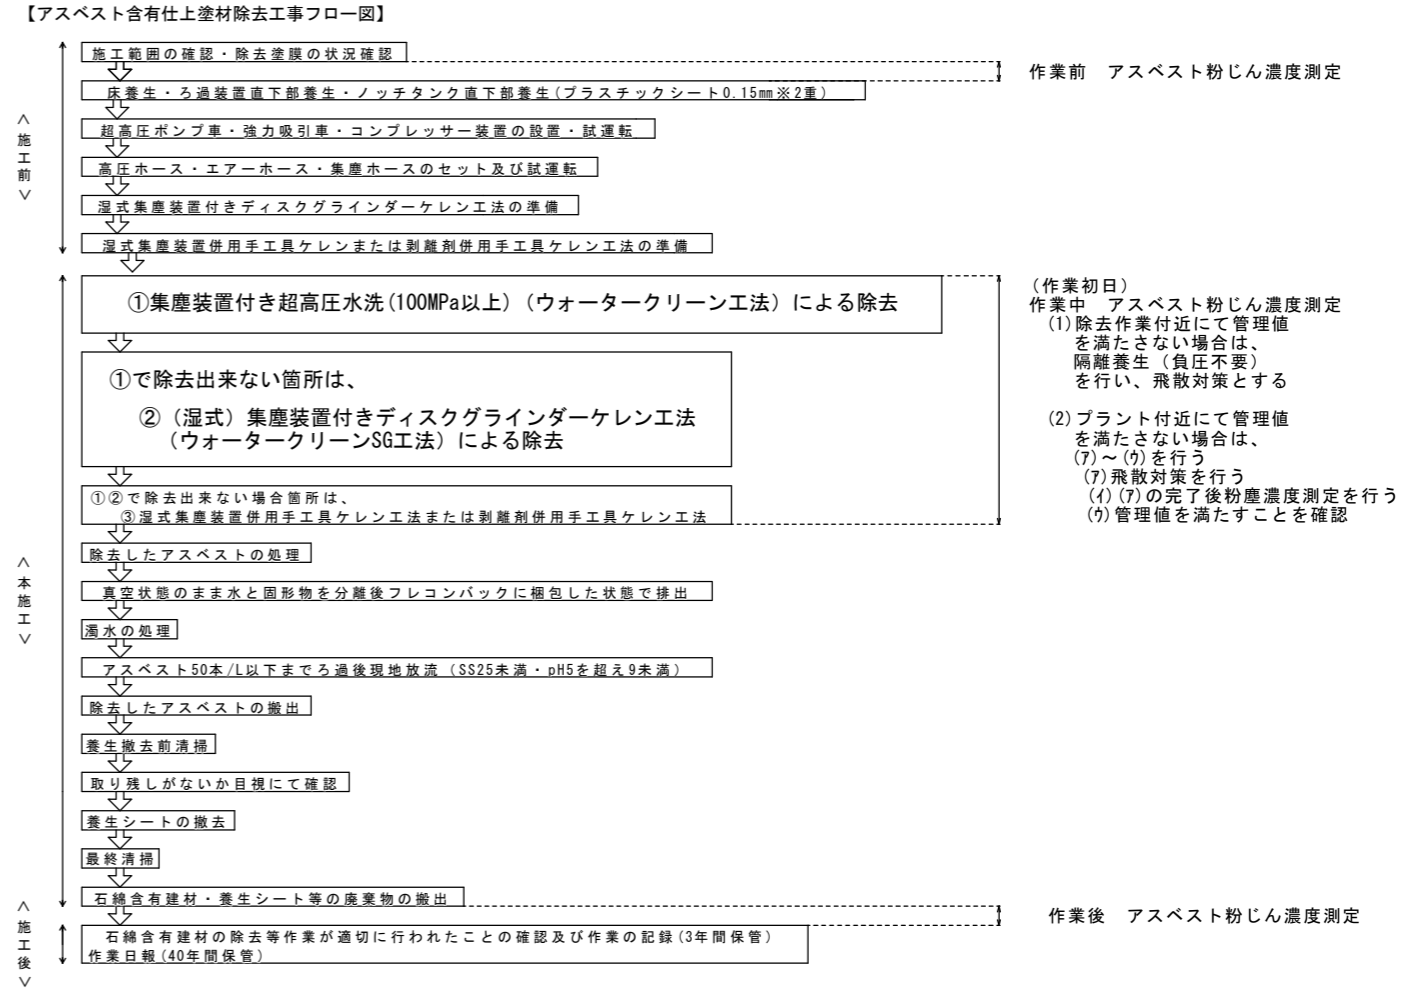 【アスベスト含有仕上塗材除去工事フロー図】
施工範囲の確認・除去塗膜の状況確認
作業前　アスベスト粉じん濃度測定
床養生・ろ過装置直下部養生・ノッチタンク直下部養生(プラスチックシート0.15㎜※2重)
超高圧ポンプ車・強力吸引車・コンプレッサー装置の設置・試運転
＜施工前＞
高圧ホース・エアーホース・集塵ホースのセット及び試運転
湿式集塵装置付きディスクグラインダーケレン工法の準備
湿式集塵装置併用手工具ケレンまたは剥離剤併用手工具ケレン工法の準備
①集塵装置付き超高圧水洗(100MPa以上)（ウォータークリーン工法）による除去
①で除去出来ない箇所は、
②（湿式）集塵装置付きディスクグラインダーケレン工法
（ウォータークリーンSG工法）による除去
①②で除去出来ない場合箇所は、
③湿式集塵装置併用手工具ケレン工法または剥離剤併用手工具ケレン工法
（作業初日）
作業中　アスベスト粉じん濃度測定
(1)除去作業付近にて管理値
を満たさない場合は、
隔離養生（負圧不要）
を行い、飛散対策とする
(2)プラント付近にて管理値
を満たさない場合は、
(ｱ)～(ｳ)を行う
(ｱ)飛散対策を行う
(ｲ)(ｱ)の完了後粉塵濃度測定を行う
(ｳ)管理値を満たすことを確認
除去したアスベストの処理
真空状態のまま水と固形物を分離後フレコンバックに梱包した状態で排出
＜本施工＞
濁水の処理
アスベスト50本/L以下までろ過後現地放流（SS25未満・pH5を超え9未満）
除去したアスベストの搬出
養生撤去前清掃
取り残しがないか目視にて確認
養生シートの撤去
最終清掃
石綿含有建材・養生シート等の廃棄物の搬出
作業後　アスベスト粉じん濃度測定
＜施工後＞
石綿含有建材の除去等作業が適切に行われたことの確認及び作業の記録(3年間保管)
作業日報(40年間保管)